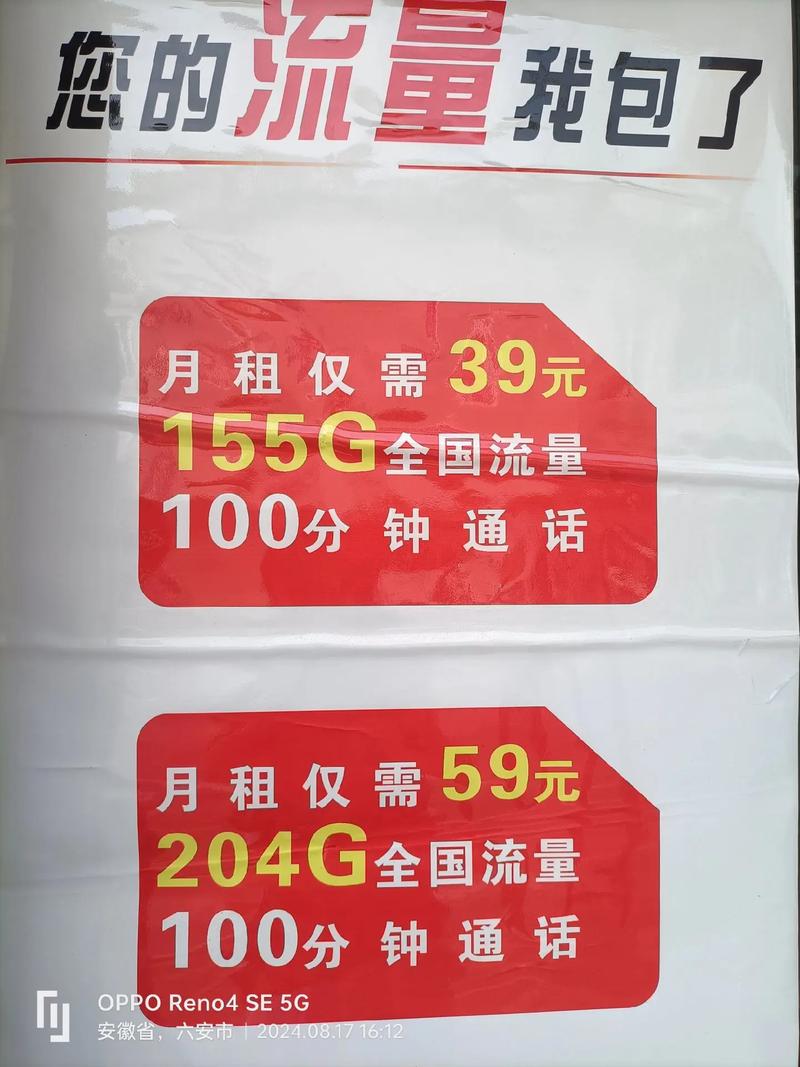 您的流量我包了
月租仅需39元
155G全国流量
100分钟通话
月租仅需59元
204G全国流量
100分钟通话
OPPO Reno4 SE 5G
安徽省，六安市 | 2024.08.17 16:12